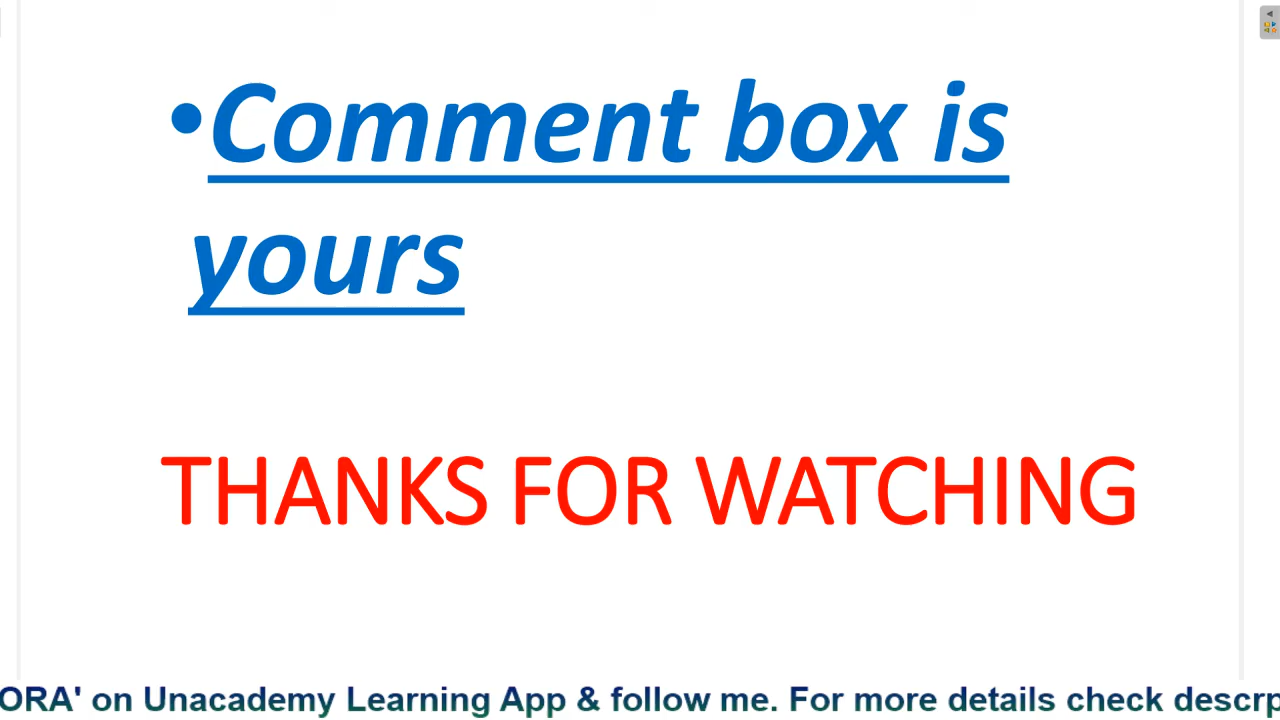 •Comment box is
yours
THANKS FOR WATCHING
ORA' on Unacademy Learning App & follow me. For more details check descrp